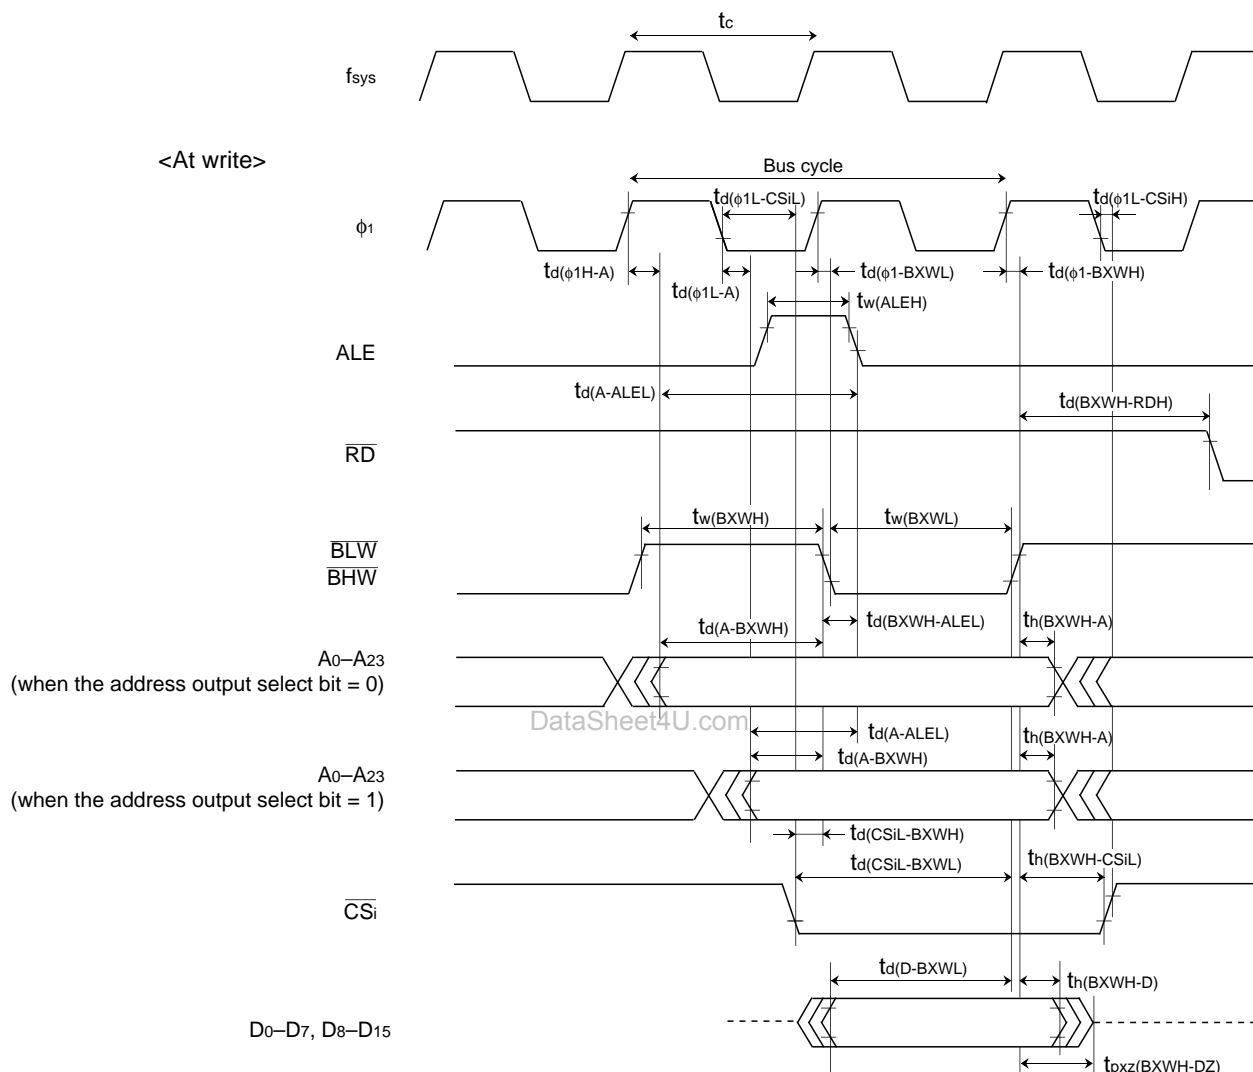 tc
fsys
<At write>
Bus cycle
td(ϕ1L-CSiL)
td(ϕ1L-CSiH)
ϕ1
td(ϕ1H-A)
td(ϕ1L-A)
td(ϕ1-BXWL)
td(ϕ1-BXWH)
tw(ALEH)
ALE
td(A-ALEL)
td(BXWH-RDH)
RD
tw(BXWH)
tw(BXWL)
BLW
BHW
td(A-BXWH)
td(BXWH-ALEL)
th(BXWH-A)
A0–A23
(when the address output select bit = 0)
DataSheet4U.com
td(A-ALEL)
th(BXWH-A)
td(A-BXWH)
A0–A23
(when the address output select bit = 1)
td(CSiL-BXWH)
td(CSiL-BXWL)
th(BXWH-CSiL)
CSi
td(D-BXWL)
th(BXWH-D)
D0–D7, D8–D15
tpxz(BXWH-DZ)